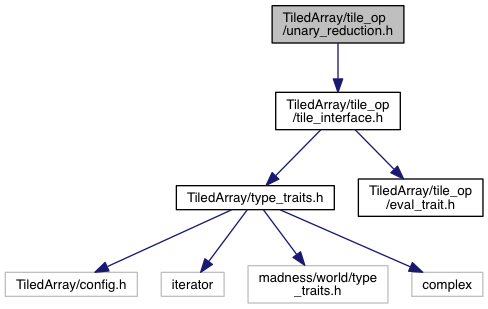 TiledArray/tile_op
/unary_reduction.h
TiledArray/tile_op
/tile_interface.h
TiledArray/type_traits.h
TiledArray/tile_op
/eval_trait.h
TiledArray/config.h
iterator
madness/world/type
_traits.h
complex